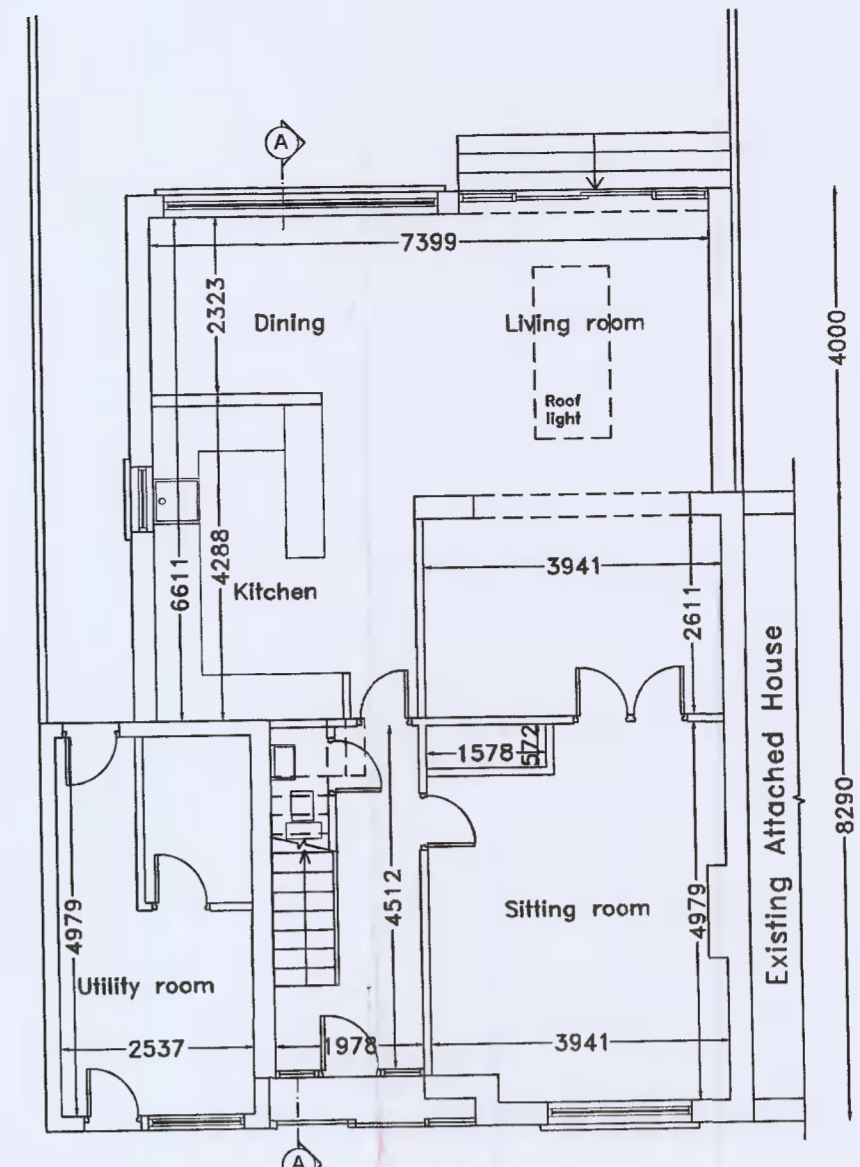 A
7399
2323
Dining
Living room
4000
Roof
light
6611
4288
Kitchen
3941
2611
1578
572
Existing Attached House
8290
4979
4512
Sitting room
4979
Utility room
2537
1978
3941
A